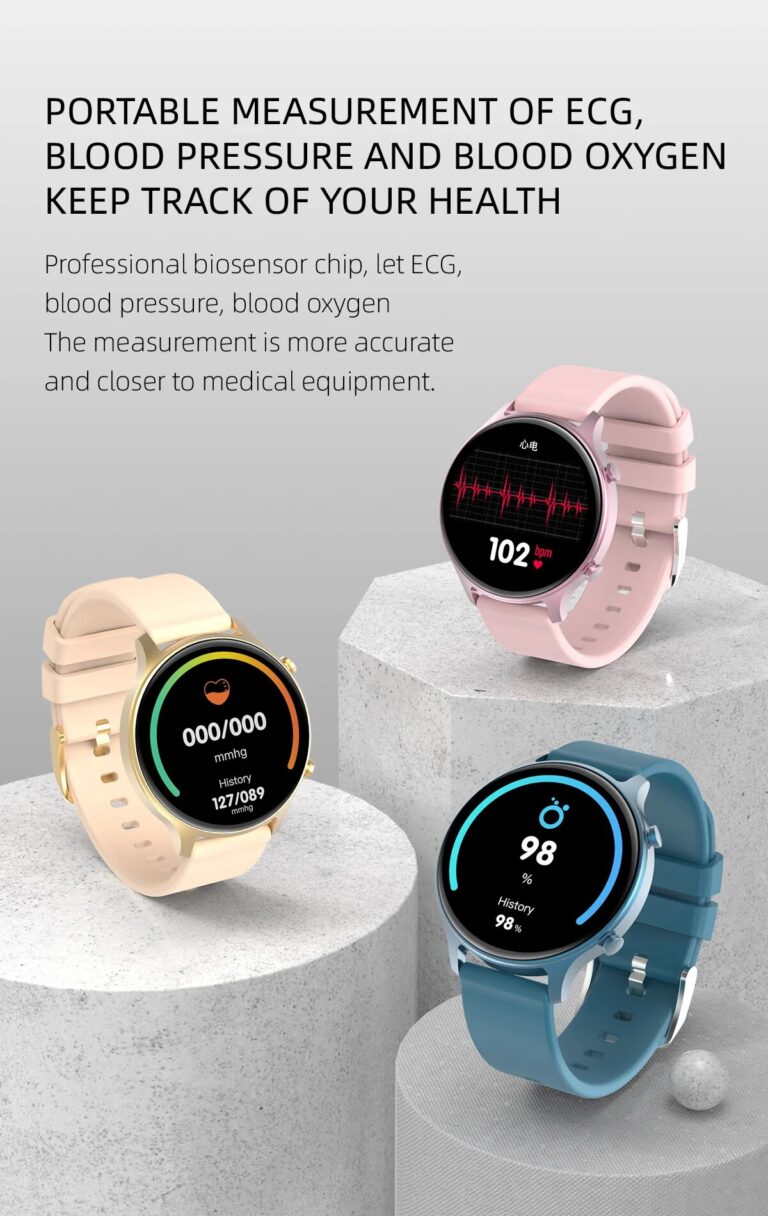 PORTABLE MEASUREMENT OF ECG,
BLOOD PRESSURE AND BLOOD OXYGEN
KEEP TRACK OF YOUR HEALTH
Professional biosensor chip, let ECG,
blood pressure, blood oxygen
The measurement is more accurate
and closer to medical equipment.
心电
102 bpm
000/000
mmhg
History
127/089
mmhg
98
%
History
98%